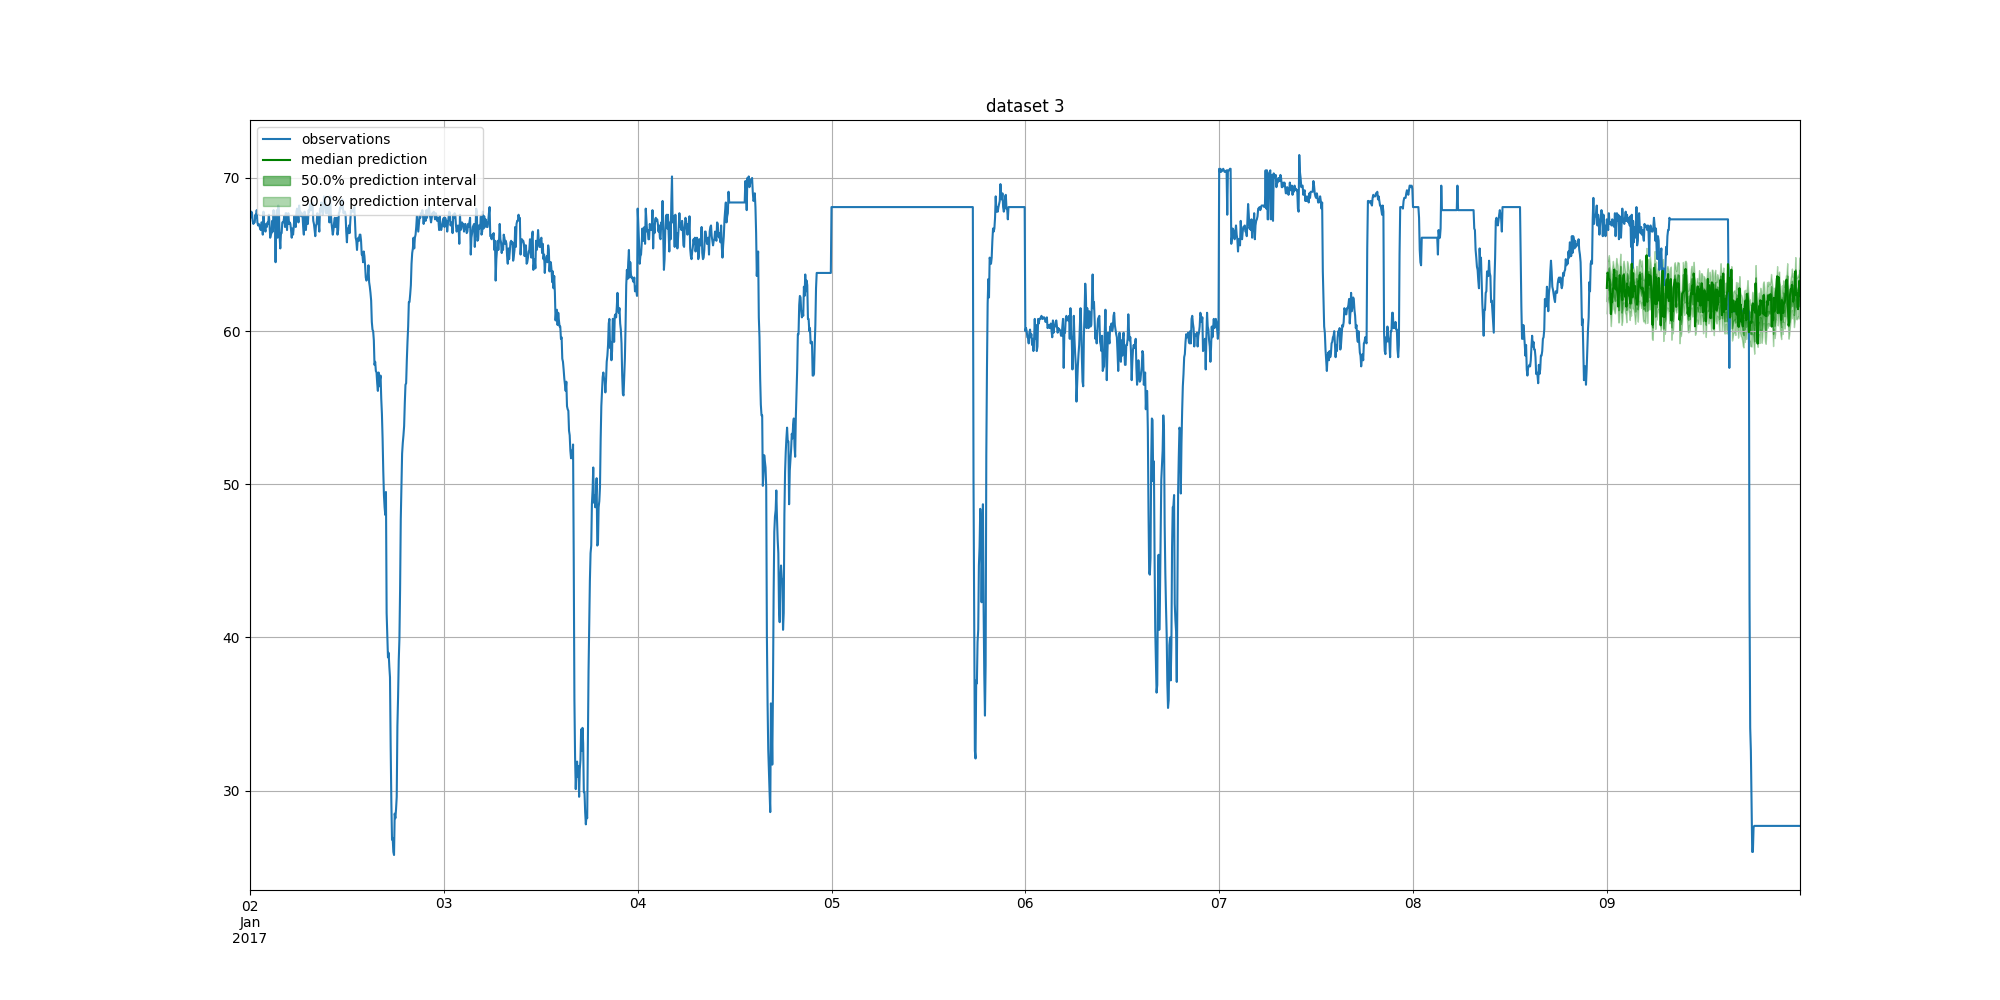 dataset 3
observations
median prediction
50.0% prediction interval
90.0% prediction interval
70
60
50
40
30
02
03
04
05
06
07
08
09
Jan
2017